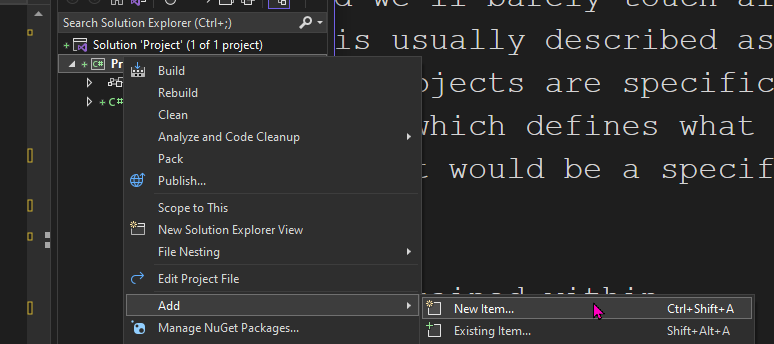 d we'll barely touch
Search Solution Explorer (Ctrl+;)
Solution 'Project' (1 of 1 project)
is usually described as
C# Pr
Build
ojects are specific
Rebuild
C#
Clean
which defines what
Analyze and Code Cleanup
Pack
t would be a specif
Publish...
Scope to This
New Solution Explorer View
File Nesting
Edit Project File
ained within
Add
New Item... Ctrl+Shift+A
Manage NuGet Packages...
Existing Item... Shift+Alt+A